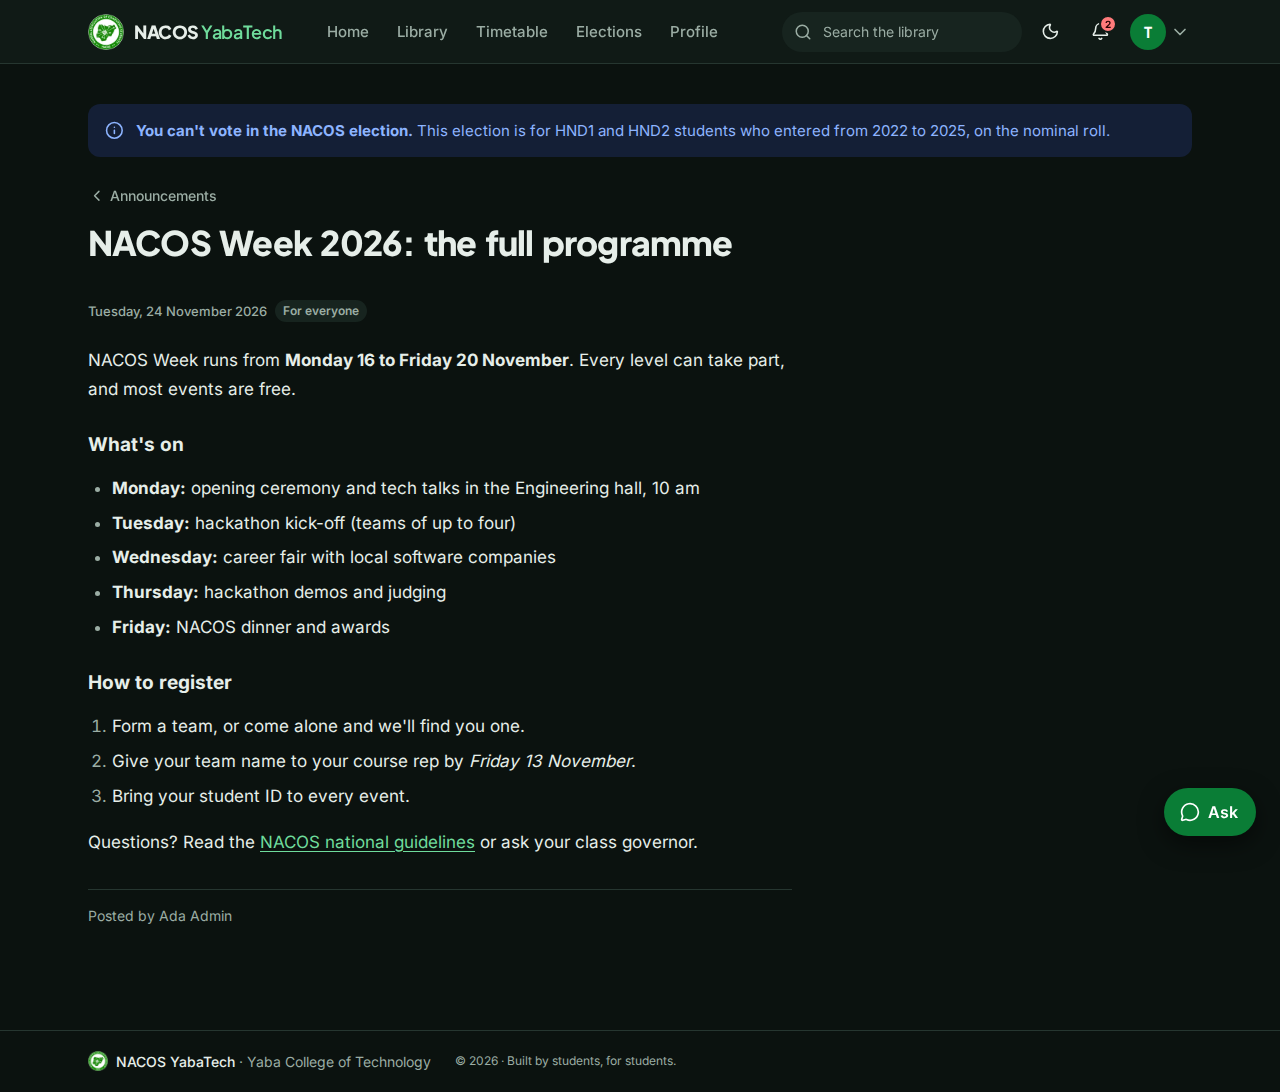 NACOS YabaTech
Home
Library
Timetable
Elections
Profile
Search the library
2
T
You can't vote in the NACOS election. This election is for HND1 and HND2 students who entered from 2022 to 2025, on the nominal roll.
Announcements
NACOS Week 2026: the full programme
Tuesday, 24 November 2026
For everyone
NACOS Week runs from Monday 16 to Friday 20 November. Every level can take part,
and most events are free.
What's on
• Monday: opening ceremony and tech talks in the Engineering hall, 10 am
• Tuesday: hackathon kick-off (teams of up to four)
• Wednesday: career fair with local software companies
• Thursday: hackathon demos and judging
• Friday: NACOS dinner and awards
How to register
1. Form a team, or come alone and we'll find you one.
2. Give your team name to your course rep by Friday 13 November.
3. Bring your student ID to every event.
Ask
Questions? Read the NACOS national guidelines or ask your class governor.
Posted by Ada Admin
NACOS YabaTech · Yaba College of Technology
© 2026 · Built by students, for students.